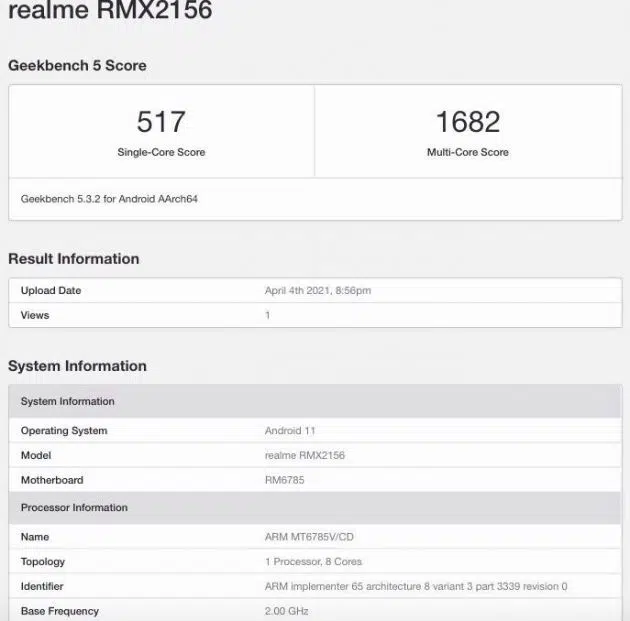 realme RMX2156
Geekbench 5 Score
517
1682
Single-Core Score
Multi-Core Score
Geekbench 5.3.2 for Android AArch64
Result Information
Upload Date April 4th 2021, 8:56pm
Views 1
System Information
System Information
Operating System Android 11
Model realme RMX2156
Motherboard RM6785
Processor Information
Name ARM MT6785V/CD
Topology 1 Processor, 8 Cores
Identifier ARM implementer 65 architecture 8 variant 3 part 3339 revision 0
Base Frequency 2.00 GHz